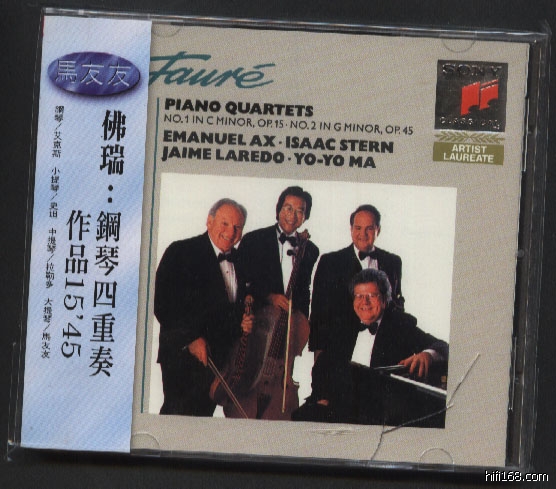 馬友友
佛瑞：鋼琴四重奏
作品15'45
鋼琴/艾克斯 小提琴/史坦 中提琴/拉勒多 大提琴/馬友友
Fauré
PIANO QUARTETS
NO.1 IN C MINOR, OP.15 · NO.2 IN G MINOR, OP.45
EMANUEL AX · ISAAC STERN
JAIME LAREDO · YO-YO MA
SONY
CLASSICAL
ARTIST
LAUREATE
hifi168.com